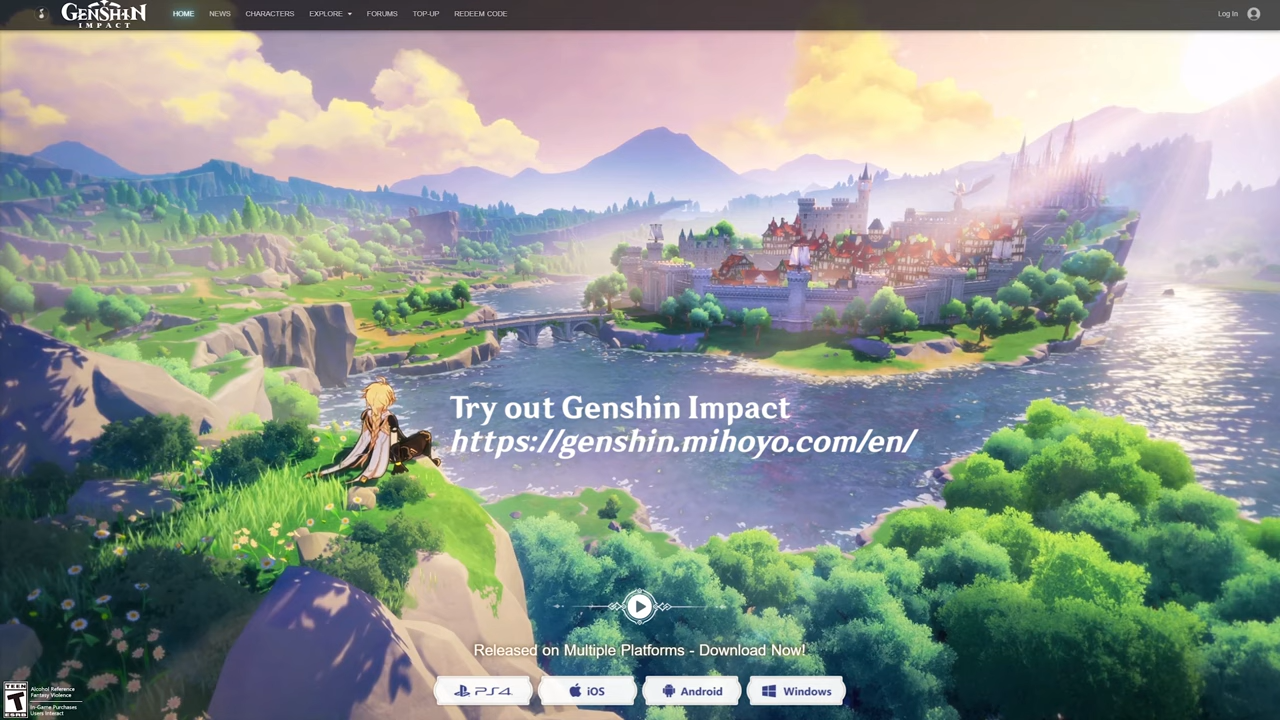 GENSHIN
IMPACT
HOME NEWS CHARACTERS EXPLORE FORUMS TOP-UP REDEEM CODE Log In
Try out Genshin Impact
https://genshin.mihoyo.com/en/
Released on Multiple Platforms - Download Now!
PS4 iOS Android Windows
TEEN
T
ESRB
Alcohol Reference
Fantasy Violence
In-Game Purchases
Users Interact